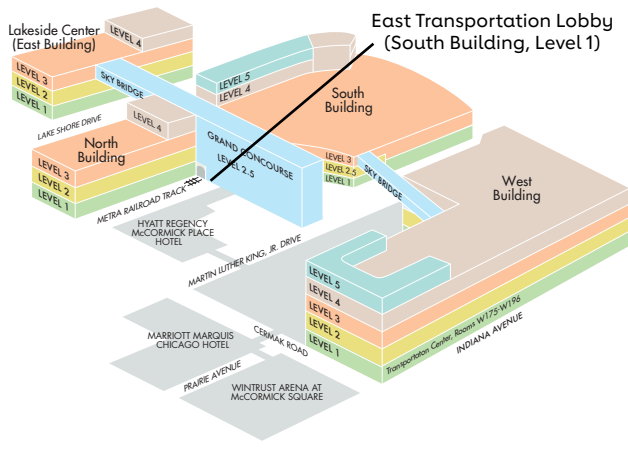 East Transportation Lobby
(South Building, Level 1)
Lakeside Center
(East Building)
LEVEL 4
LEVEL 3
LEVEL 2
LEVEL 1
SKY BRIDGE
LAKE SHORE DRIVE
LEVEL 5
LEVEL 4
South
Building
LEVEL 4
North
Building
LEVEL 3
LEVEL 2
LEVEL 1
GRAND CONCOURSE
LEVEL 2.5
LEVEL 3
LEVEL 2.5
LEVEL 1
SKY BRIDGE
West
Building
METRA RAILROAD TRACK
HYATT REGENCY
McCORMICK PLACE
HOTEL
MARTIN LUTHER KING, JR. DRIVE
LEVEL 5
LEVEL 4
LEVEL 3
LEVEL 2
LEVEL 1
Transportaton Center, Rooms W175-W196
INDIANA AVENUE
MARRIOTT MARQUIS
CHICAGO HOTEL
CERMAK ROAD
PRAIRIE AVENUE
WINTRUST ARENA AT
McCORMICK SQUARE